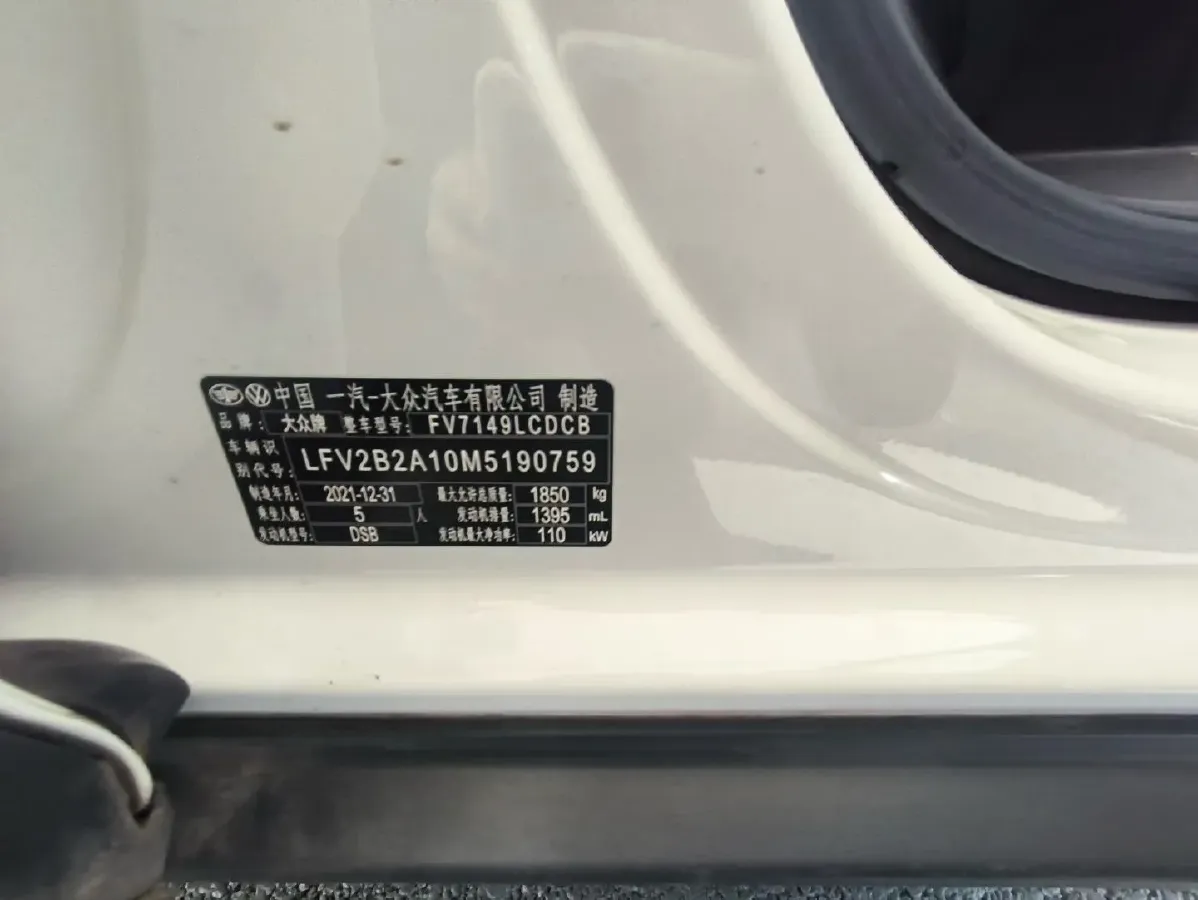 中国 一汽-大众汽车有限公司 制造
品牌: 大众牌 整车型号: FV7149LCDCB
车辆识别代号: LFV2B2A10M5190759
制造年月: 2021-12-31 最大允许总质量: 1850 kg
乘坐人数: 5 人 发动机排量: 1395 mL
发动机型号: DSB 发动机最大净功率: 110 kW